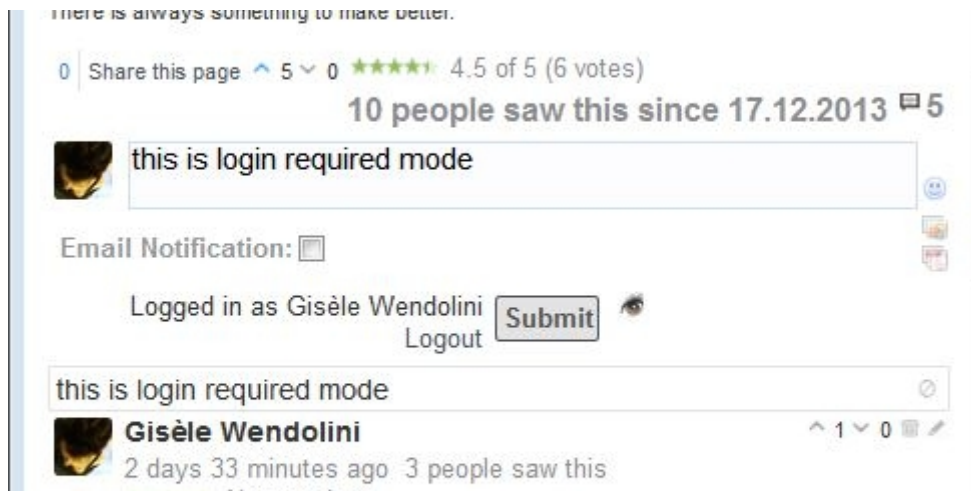 There is always something to make better.
0 Share this page 5 0 4.5 of 5 (6 votes)
10 people saw this since 17.12.2013 5
this is login required mode
Email Notification:
Logged in as Gisèle Wendolini Submit
Logout
this is login required mode
Gisèle Wendolini 1 0
2 days 33 minutes ago 3 people saw this